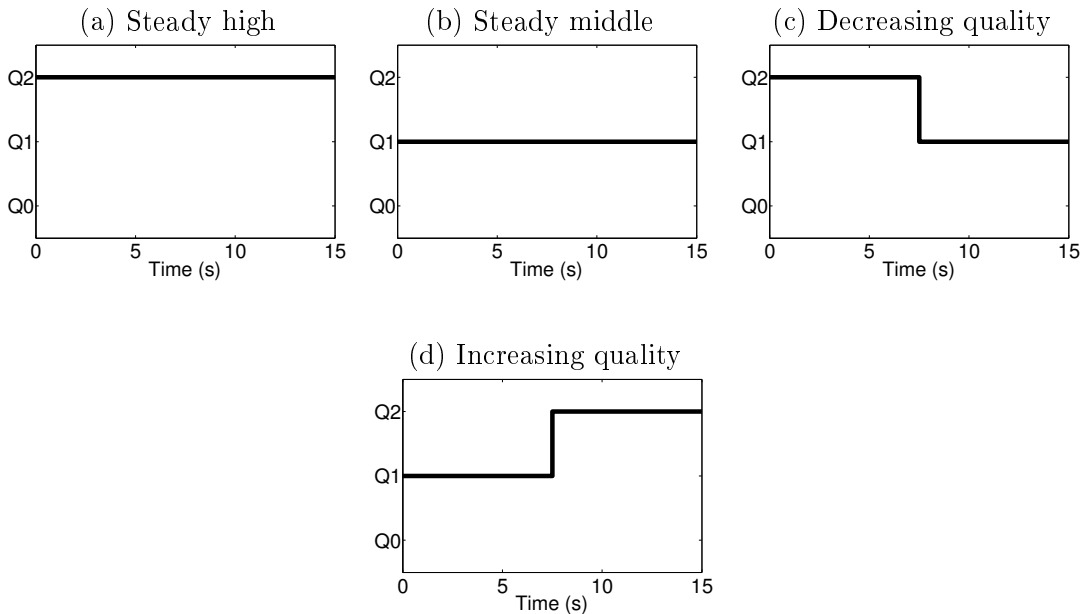 (a) Steady high
Q2
Q1
Q0
0 5 10 15
Time (s)
(b) Steady middle
Q2
Q1
Q0
0 5 10 15
Time (s)
(c) Decreasing quality
Q2
Q1
Q0
0 5 10 15
Time (s)
(d) Increasing quality
Q2
Q1
Q0
0 5 10 15
Time (s)